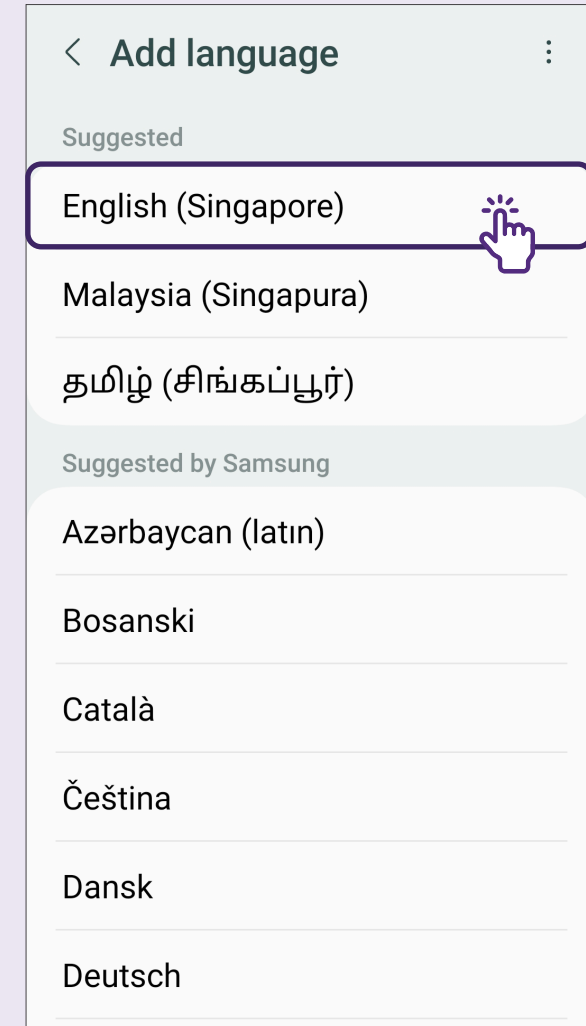 Add language
Suggested
English (Singapore)
Malaysia (Singapura)
தமிழ் (சிங்கப்பூர்)
Suggested by Samsung
Azərbaycan (latın)
Bosanski
Català
Čeština
Dansk
Deutsch